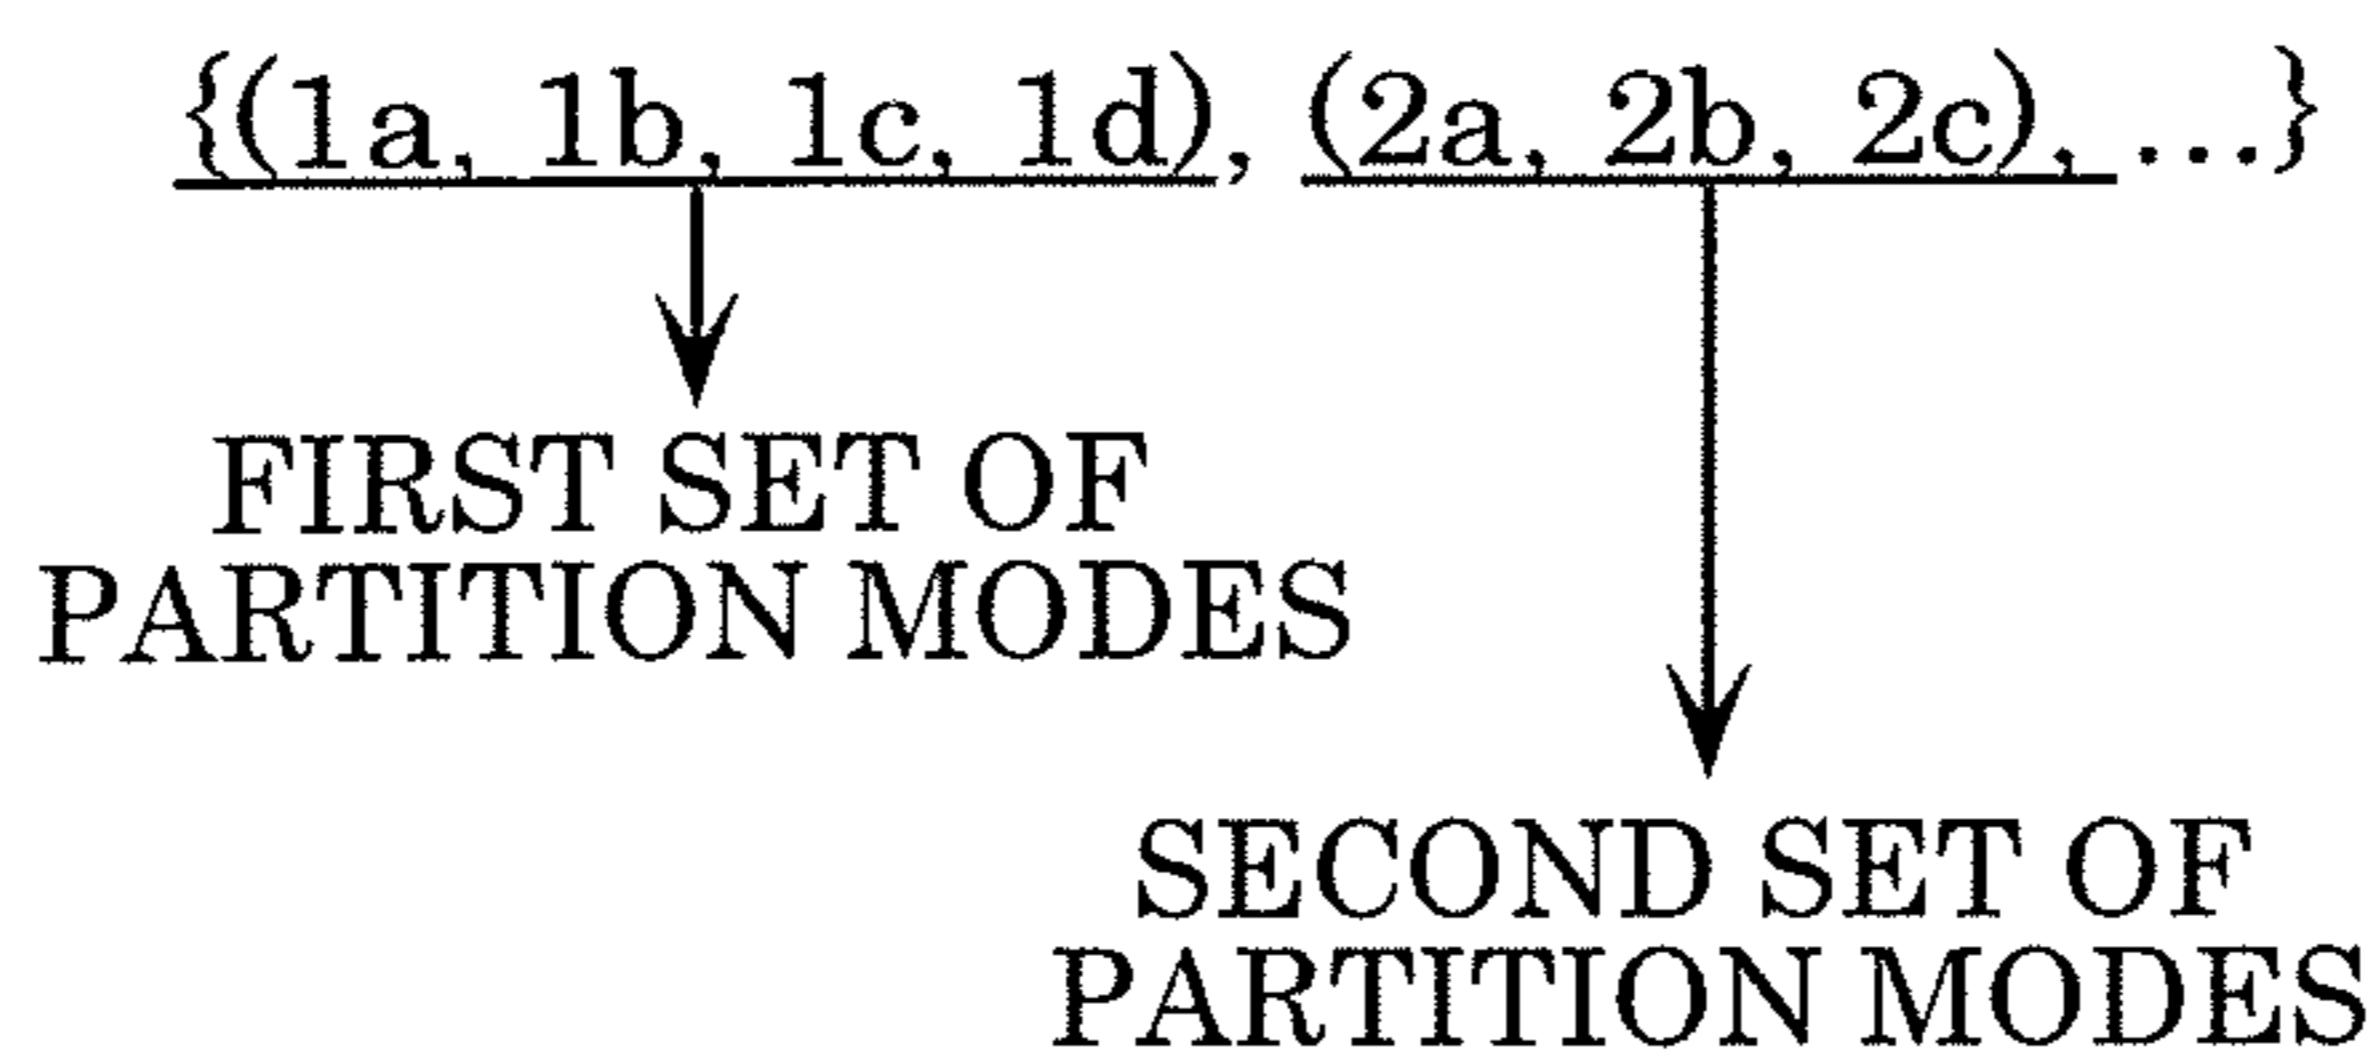 {(1a, 1b, 1c, 1d), (2a, 2b, 2c), ...}
FIRST SET OF
PARTITION MODES
SECOND SET OF
PARTITION MODES